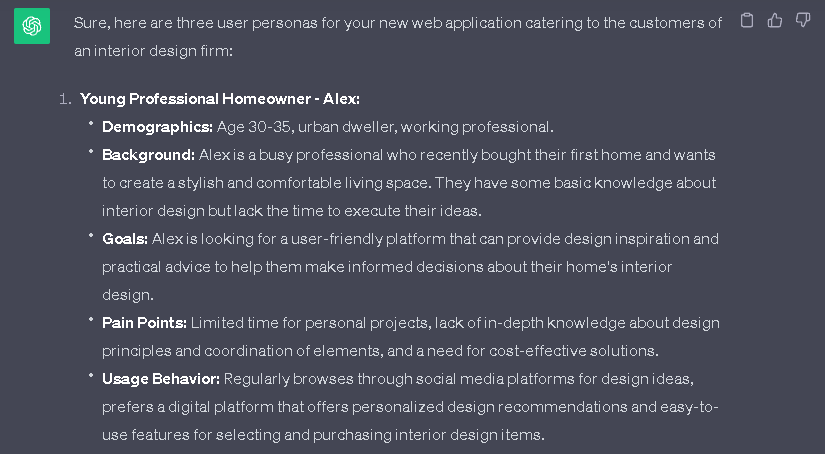 Sure, here are three user personas for your new web application catering to the customers of
an interior design firm:
1. Young Professional Homeowner - Alex:
• Demographics: Age 30-35, urban dweller, working professional.
• Background: Alex is a busy professional who recently bought their first home and wants
to create a stylish and comfortable living space. They have some basic knowledge about
interior design but lack the time to execute their ideas.
• Goals: Alex is looking for a user-friendly platform that can provide design inspiration and
practical advice to help them make informed decisions about their home's interior
design.
• Pain Points: Limited time for personal projects, lack of in-depth knowledge about design
principles and coordination of elements, and a need for cost-effective solutions.
• Usage Behavior: Regularly browses through social media platforms for design ideas,
prefers a digital platform that offers personalized design recommendations and easy-to-
use features for selecting and purchasing interior design items.